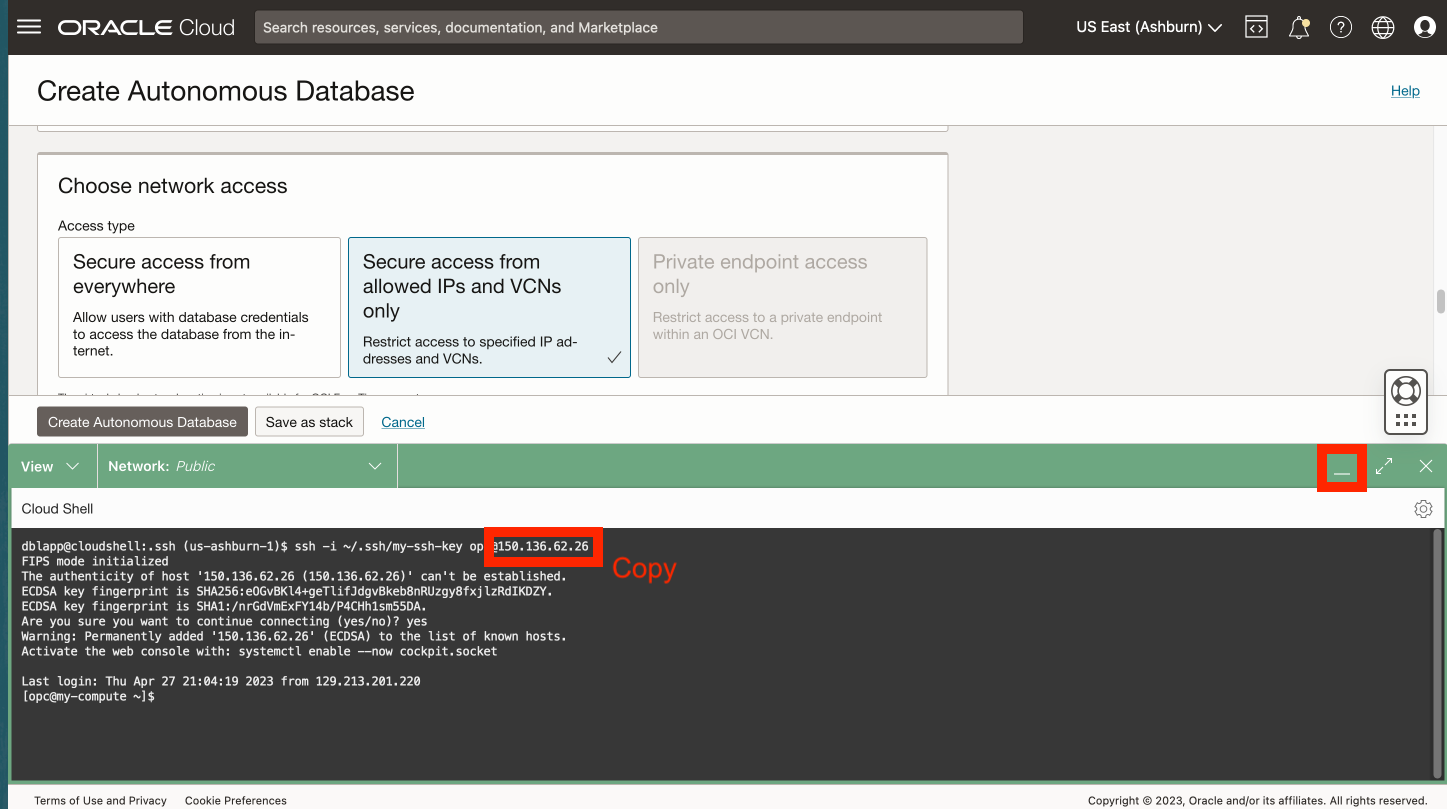 ORACLE Cloud
Search resources, services, documentation, and Marketplace
US East (Ashburn)
Create Autonomous Database
Help
Choose network access
Access type
Secure access from
everywhere
Allow users with database credentials
to access the database from the in-
ternet.
Secure access from
allowed IPs and VCNs
only
Restrict access to specified IP ad-
dresses and VCNs.
Private endpoint access
only
Restrict access to a private endpoint
within an OCI VCN.
Create Autonomous Database
Save as stack
Cancel
View
Network: Public
Cloud Shell
dblapp@cloudshell:.ssh (us-ashburn-1)$ ssh -i ~/.ssh/my-ssh-key op @150.136.62.26
Copy
FIPS mode initialized
The authenticity of host '150.136.62.26 (150.136.62.26)' can't be established.
ECDSA key fingerprint is SHA256:eOGvBKl4+geTlifJdgvBkeb8nRUzgy8fxjlzRdIKDZY.
ECDSA key fingerprint is SHA1:/nrGdVmExFY14b/P4CHh1sm55DA.
Are you sure you want to continue connecting (yes/no)? yes
Warning: Permanently added '150.136.62.26' (ECDSA) to the list of known hosts.
Activate the web console with: systemctl enable --now cockpit.socket
Last login: Thu Apr 27 21:04:19 2023 from 129.213.201.220
[opc@my-compute ~]$
Terms of Use and Privacy
Cookie Preferences
Copyright © 2023, Oracle and/or its affiliates. All rights reserved.